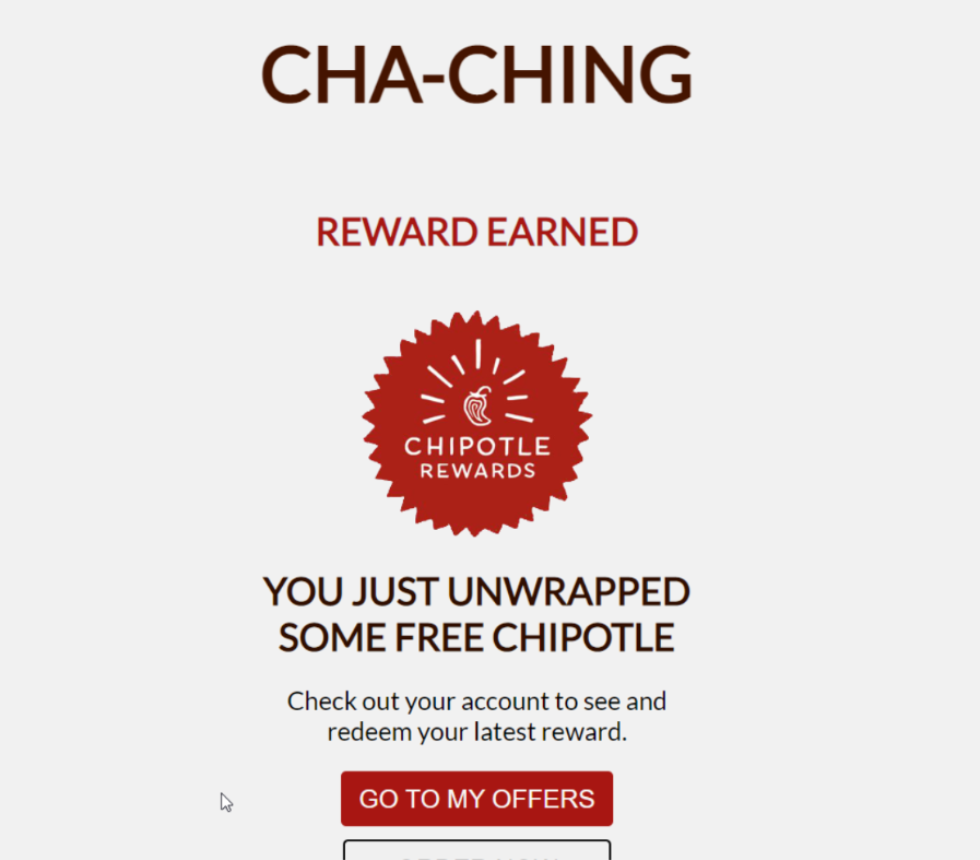 CHA-CHING
REWARD EARNED
CHIPOTLE
REWARDS
YOU JUST UNWRAPPED
SOME FREE CHIPOTLE
Check out your account to see and
redeem your latest reward.
GO TO MY OFFERS